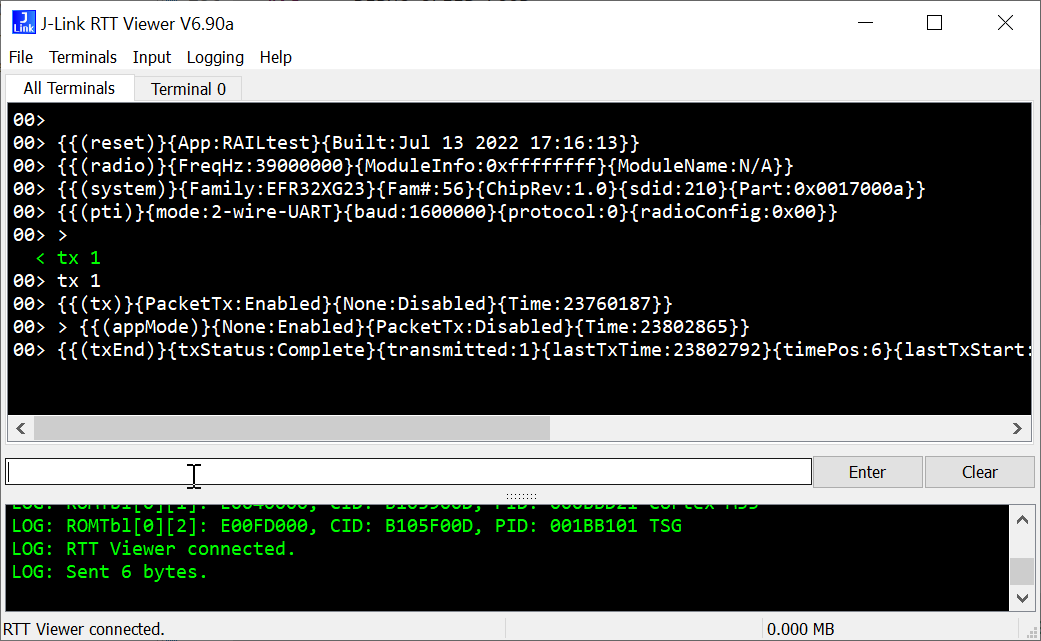 J-Link RTT Viewer V6.90a
File Terminals Input Logging Help
All Terminals Terminal 0
00>
00> {{(reset)}{App:RAILtest}{Built:Jul 13 2022 17:16:13}}
00> {{(radio)}{FreqHz:39000000}{ModuleInfo:0xffffffff}{ModuleName:N/A}}
00> {{(system)}{Family:EFR32XG23}{Fam#:56}{ChipRev:1.0}{sdid:210}{Part:0x0017000a}}
00> {{(pti)}{mode:2-wire-UART}{baud:1600000}{protocol:0}{radioConfig:0x00}}
00> >
< tx 1
00> tx 1
00> {{(tx)}{PacketTx:Enabled}{None:Disabled}{Time:23760187}}
00> > {{(appMode)}{None:Enabled}{PacketTx:Disabled}{Time:23802865}}
00> {{(txEnd)}{txStatus:Complete}{transmitted:1}{lastTxTime:23802792}{timePos:6}{lastTxStart:
Enter Clear
LOG: ROMTbl[0][1]:
LOG: ROMTbl[0][2]: E00FD000, CID: B105F00D, PID: 001BB101 TSG
LOG: RTT Viewer connected.
LOG: Sent 6 bytes.
RTT Viewer connected. 0.000 MB